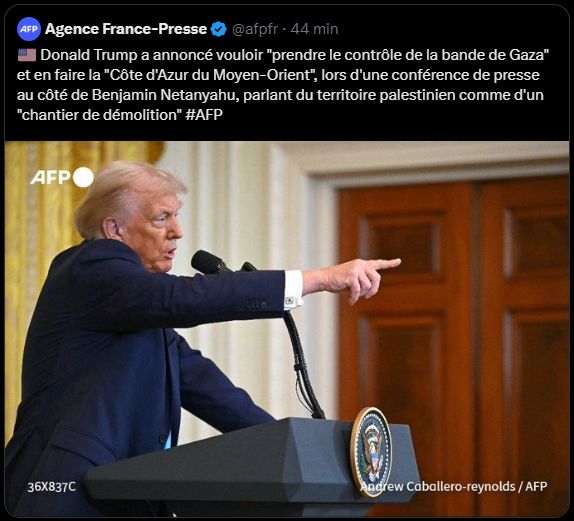 AFP Agence France-Presse @afpfr · 44 min
Donald Trump a annoncé vouloir "prendre le contrôle de la bande de Gaza"
et en faire la "Côte d'Azur du Moyen-Orient", lors d'une conférence de presse
au côté de Benjamin Netanyahu, parlant du territoire palestinien comme d'un
"chantier de démolition" #AFP
AFP
36X837C
Andrew Caballero-reynolds / AFP